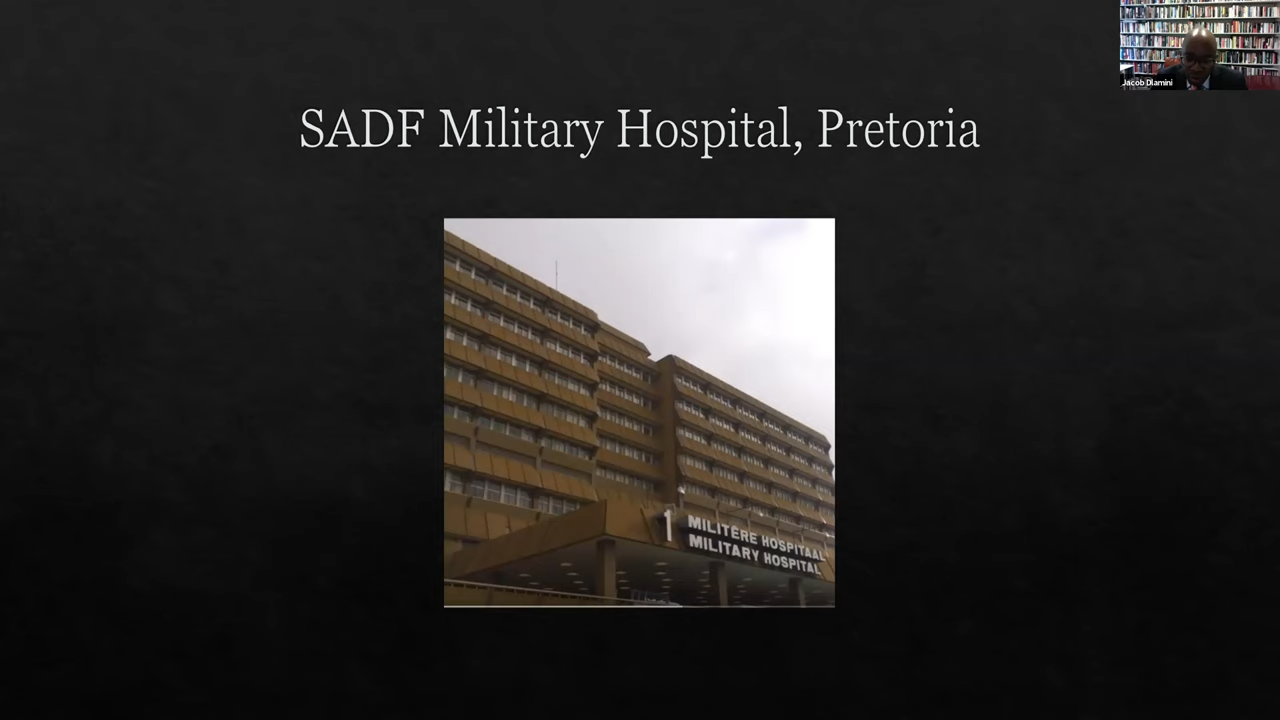 Jacob Dlamini
SADF Military Hospital, Pretoria
1
MILITÊRE HOSPITAAL
MILITARY HOSPITAL